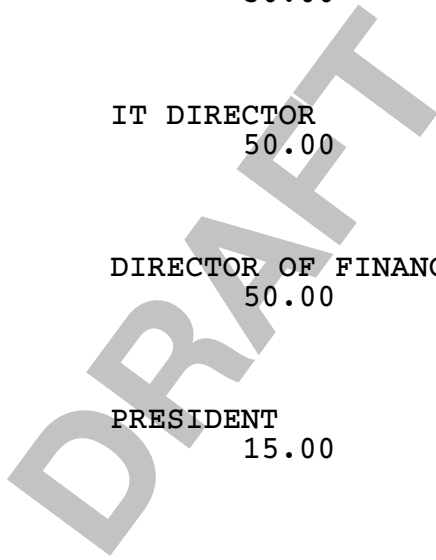 IT DIRECTOR
50.00
DIRECTOR OF FINANC
50.00
PRESIDENT
15.00
DRAFT